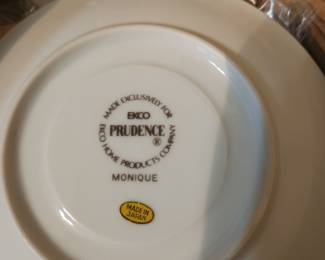 MADE EXCLUSIVELY FOR
EKCO
PRUDENCE ®
EKCO HOME PRODUCTS COMPANY
MONIQUE
MADE IN
JAPAN